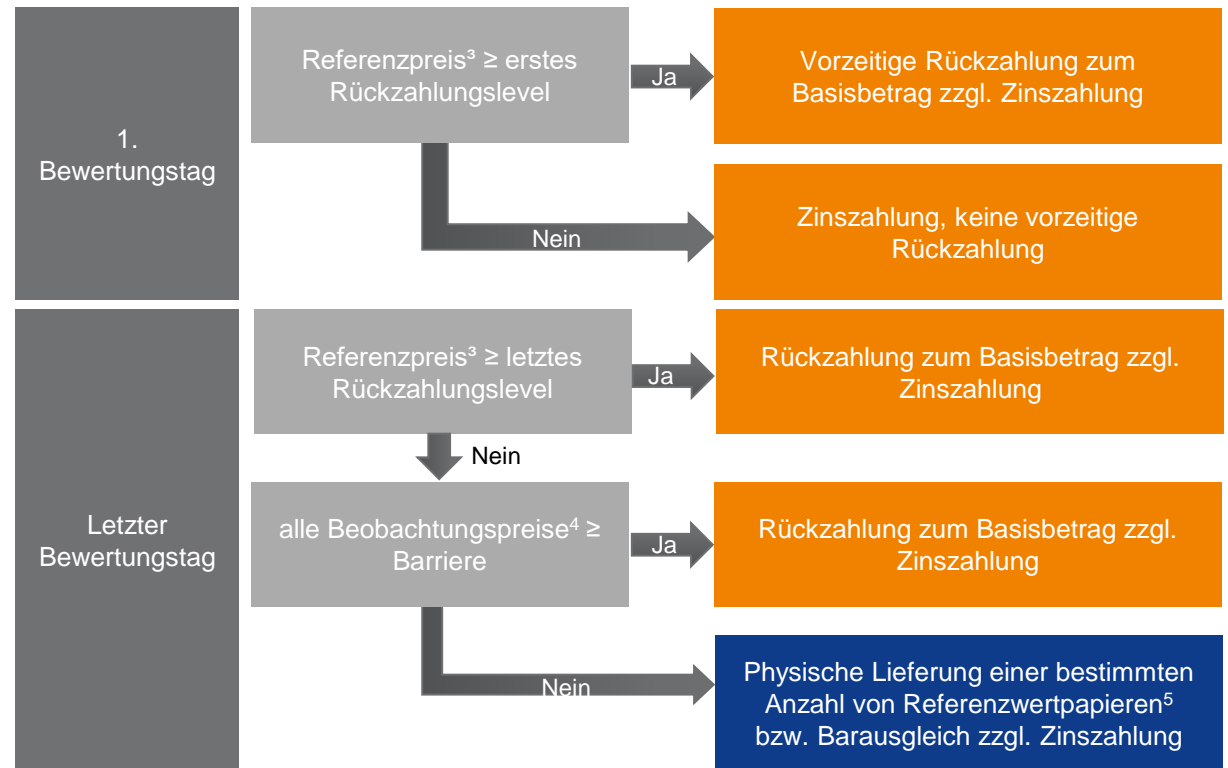 1.
Bewertungstag
Referenzpreis³ ≥ erstes
Rückzahlungslevel
Ja
Vorzeitige Rückzahlung zum
Basisbetrag zzgl. Zinszahlung
Nein
Zinszahlung, keine vorzeitige
Rückzahlung
Letzter
Bewertungstag
Referenzpreis³ ≥ letztes
Rückzahlungslevel
Ja
Rückzahlung zum Basisbetrag zzgl.
Zinszahlung
Nein
alle Beobachtungspreise⁴ ≥
Barriere
Ja
Rückzahlung zum Basisbetrag zzgl.
Zinszahlung
Nein
Physische Lieferung einer bestimmten
Anzahl von Referenzwertpapieren⁵
bzw. Barausgleich zzgl. Zinszahlung